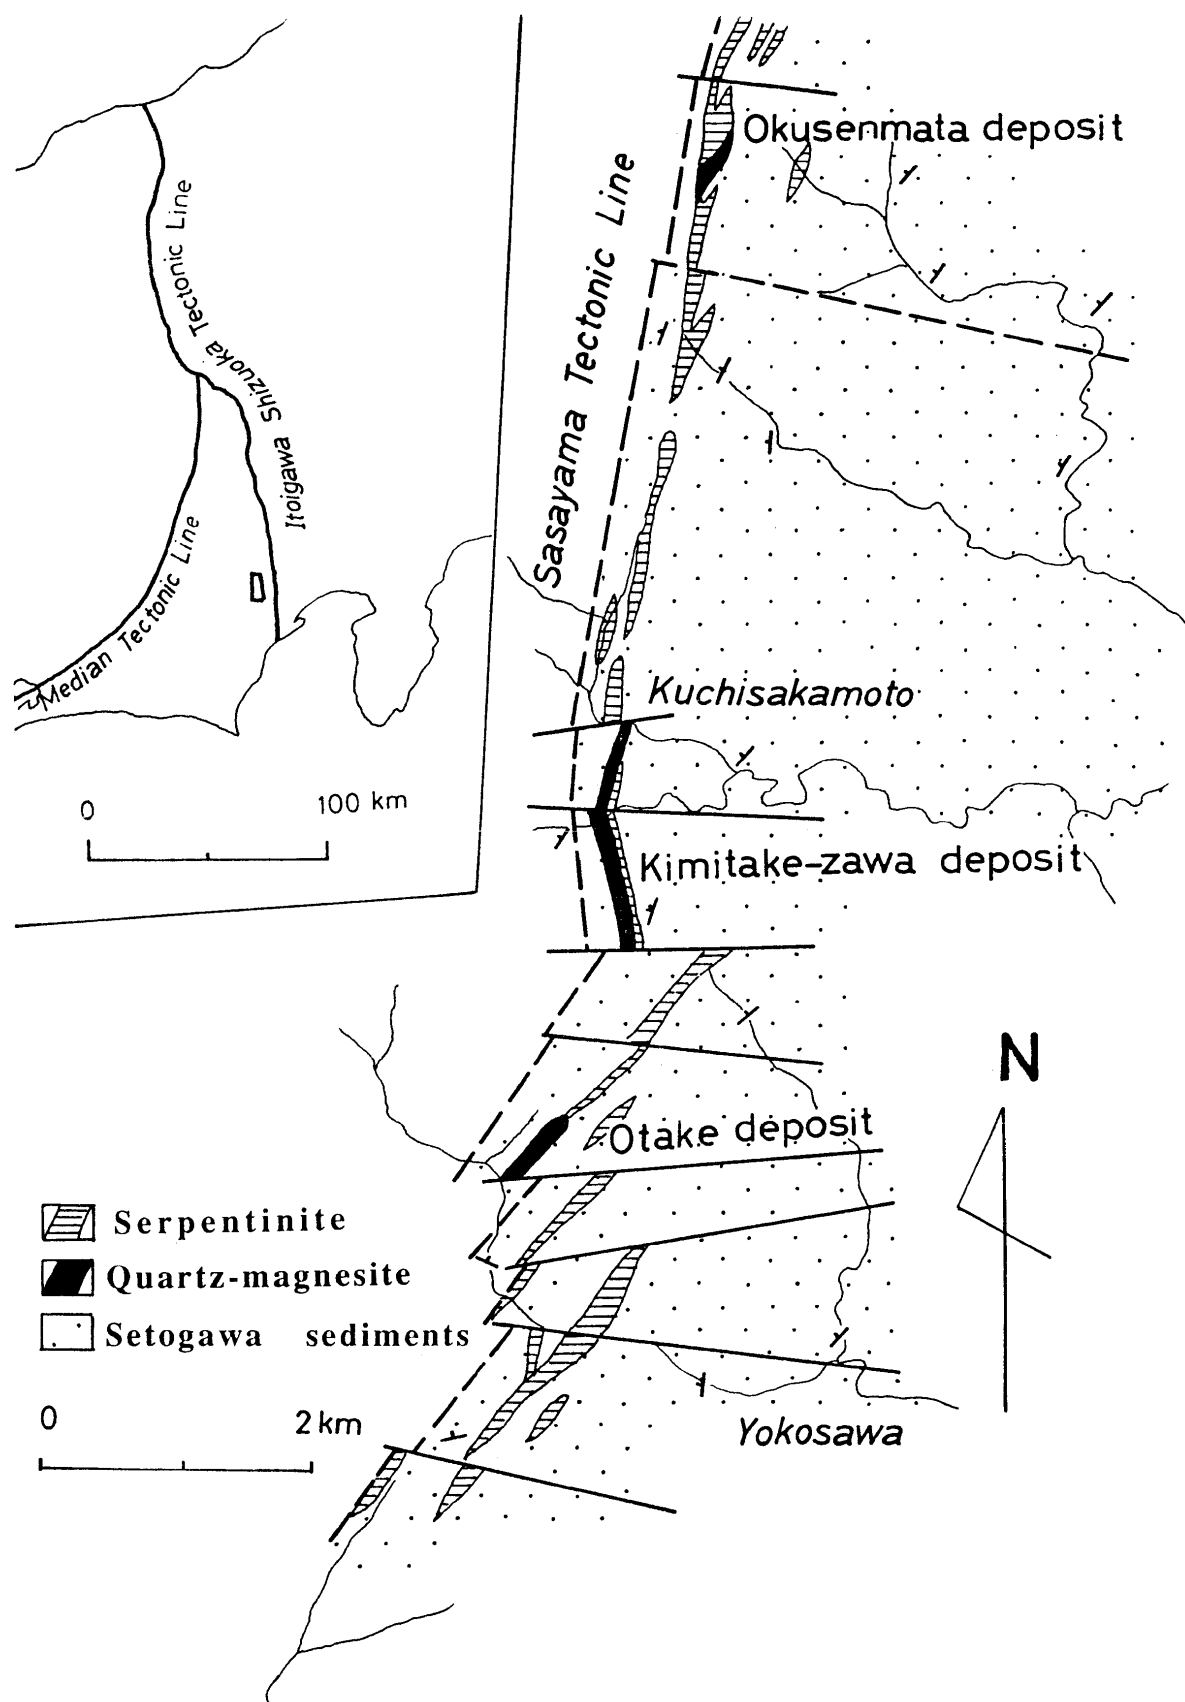 Itoigawa Shizuoka Tectonic Line
Median Tectonic Line
0 100 km
Sasayama Tectonic Line
Okusenmata deposit
Kuchisakamoto
Kimitake-zawa deposit
N
Otake deposit
Serpentinite
Quartz-magnesite
Setogawa sediments
0 2 km
Yokosawa